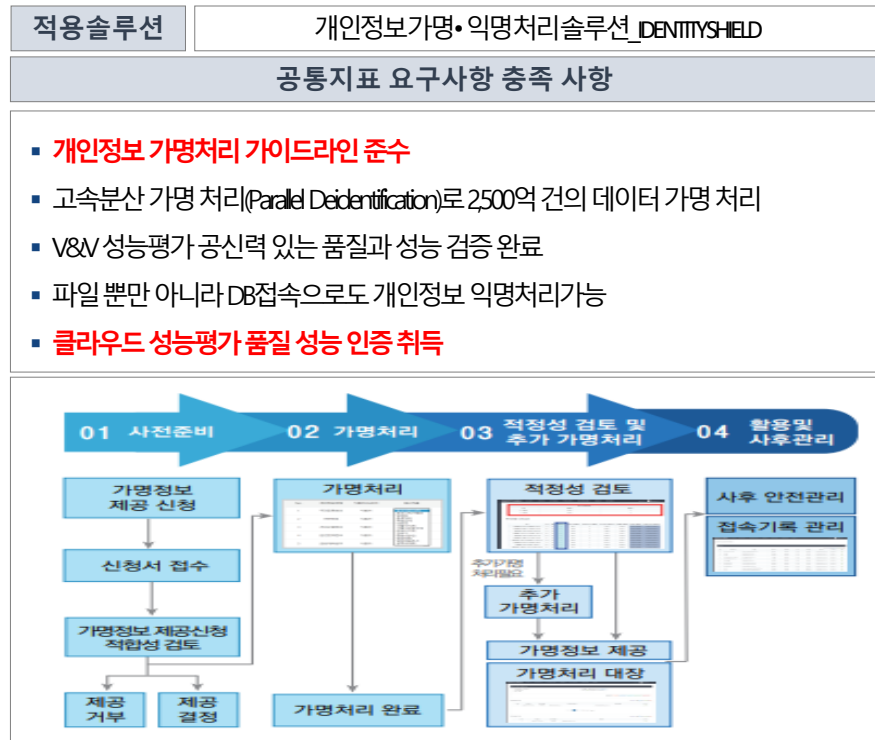 적용솔루션
개인정보가명•익명처리솔루션_IDENTITYSHIELD
공통지표 요구사항 충족 사항
▪ 개인정보 가명처리 가이드라인 준수
▪ 고속분산 가명 처리(Parallel Deidentification)로 2,500억 건의 데이터 가명 처리
▪ V&V 성능평가 공신력 있는 품질과 성능 검증 완료
▪ 파일 뿐만 아니라 DB접속으로도 개인정보 익명처리가능
▪ 클라우드 성능평가 품질 성능 인증 취득
01 사전준비
02 가명처리
03 적정성 검토 및
추가 가명처리
04 활용및
사후관리
가명정보
제공 신청
신청서 접수
가명정보 제공신청
적합성 검토
제공
거부
제공
결정
가명처리
가명처리 완료
적정성 검토
추가가명
처리필요
추가
가명처리
가명정보 제공
가명처리 대장
사후 안전관리
접속기록 관리